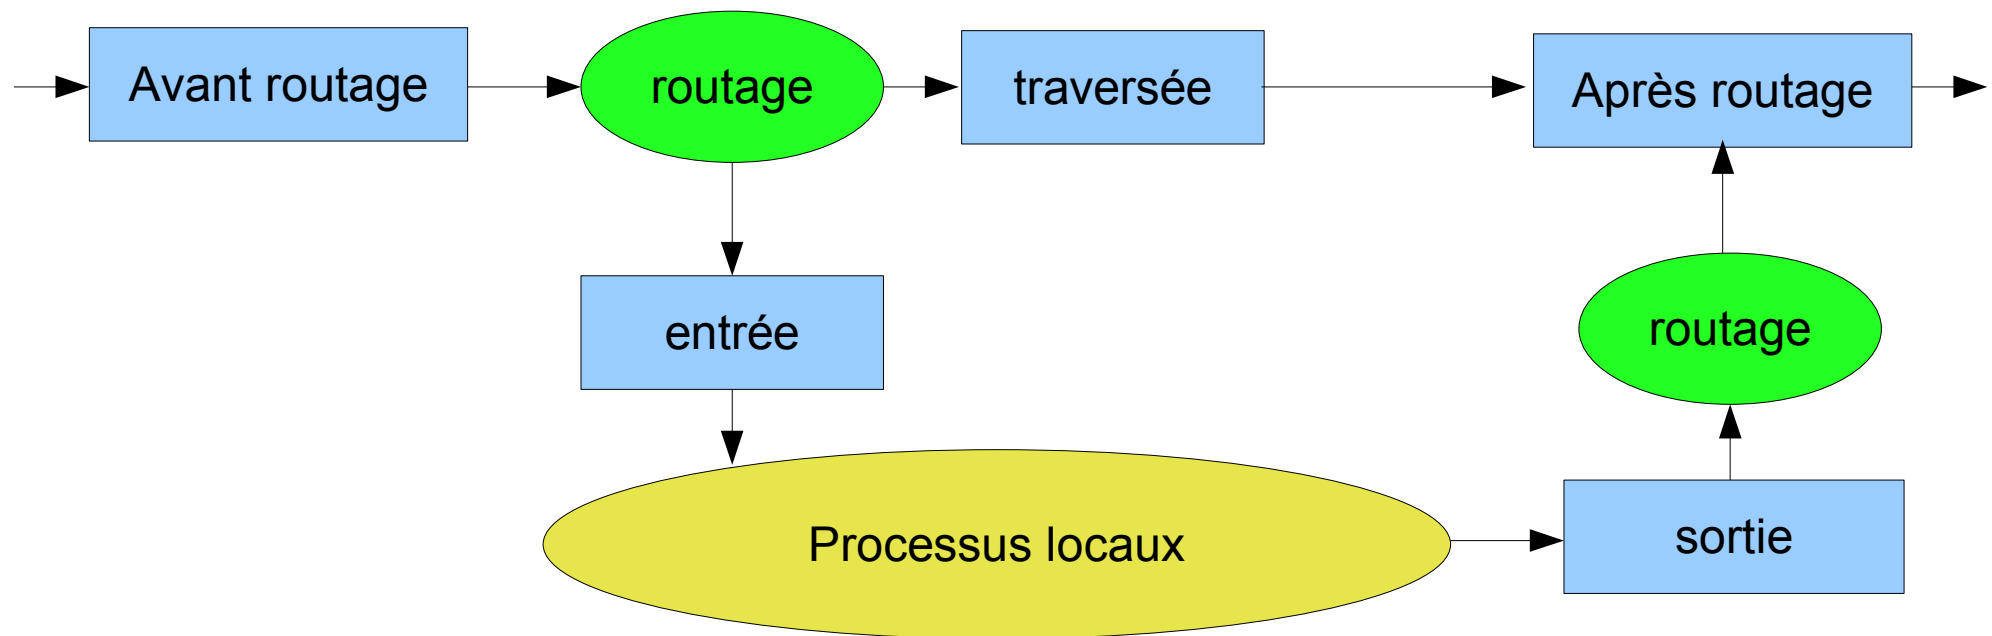 Avant routage
routage
traversée
Après routage
entrée
routage
Processus locaux
sortie